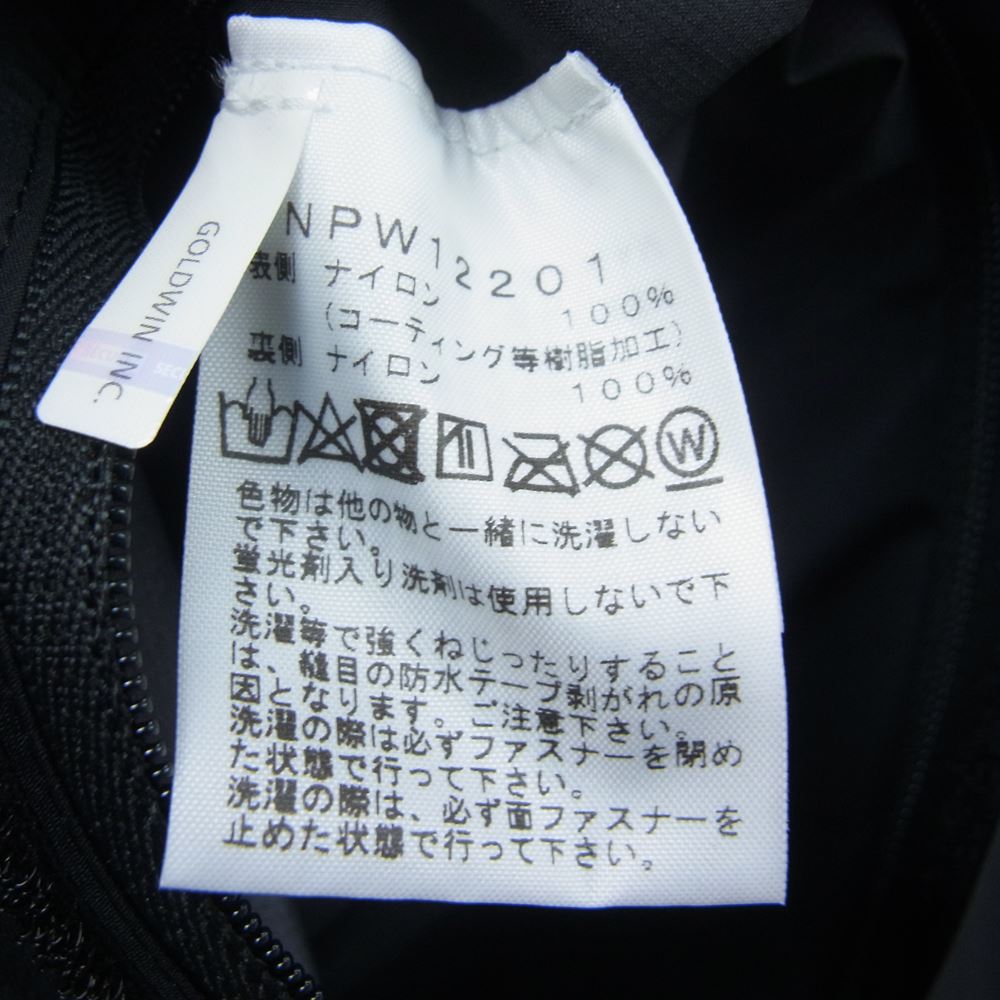 GOLDWIN INC.
SEC
NPW12201
表側 ナイロン 100%
(コーティング等樹脂加工)
裏側 ナイロン 100%
W
色物は他の物と一緒に洗濯しない
で下さい。
蛍光剤入り洗剤は使用しないで下
さい。
洗濯等で強くねじったりすること
は、縫目の防水テープ剥がれの原
因となります。ご注意下さい。
洗濯の際は必ずファスナーを閉め
た状態で行って下さい。
洗濯の際は、必ず面ファスナーを
止めた状態で行って下さい。